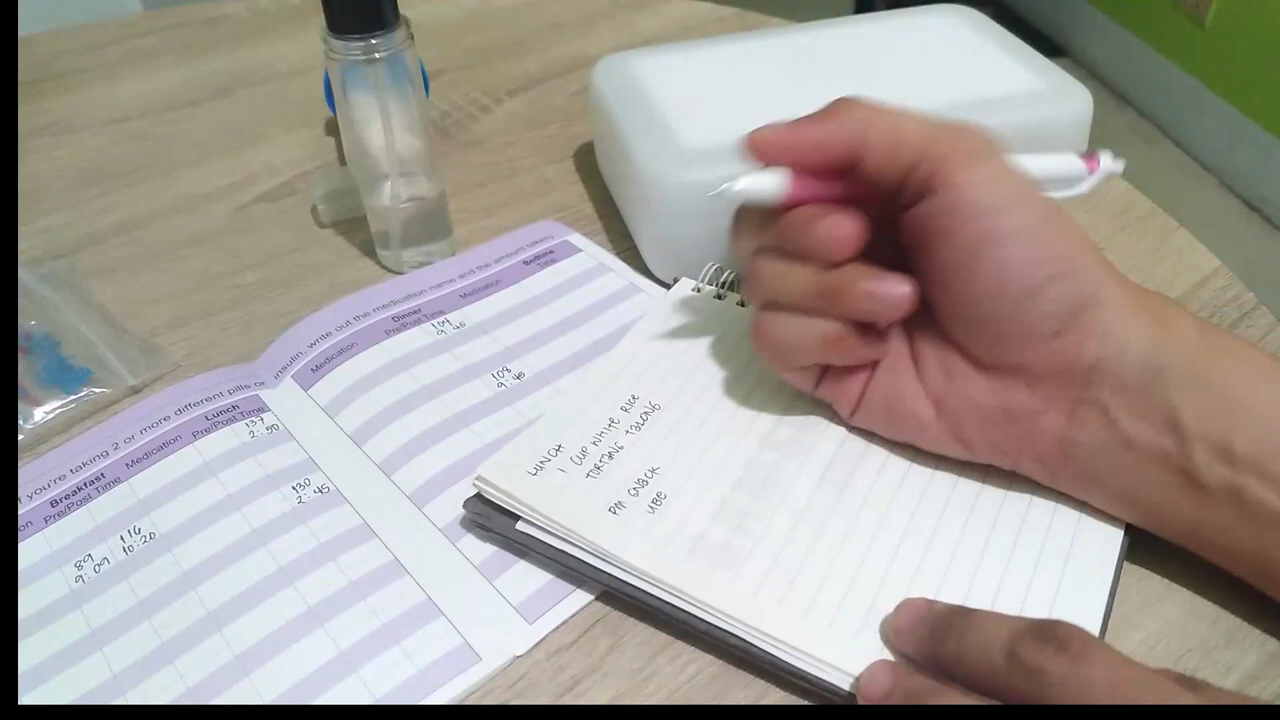 If you're taking 2 or more different pills or
insulin, write out the medication name and the amount taken)
Breakfast
Pre/Post Time
Medication
Lunch
Pre/Post Time
137
2:50
130
2:45
89
9:09
116
10:20
Medication
Dinner
Pre/Post Time
Medication
Bedtime
Time
104
9:45
108
9:45
LUNCH
1 CUP WHITE RICE
TORTANG TALONG
PM SNACK
UBE